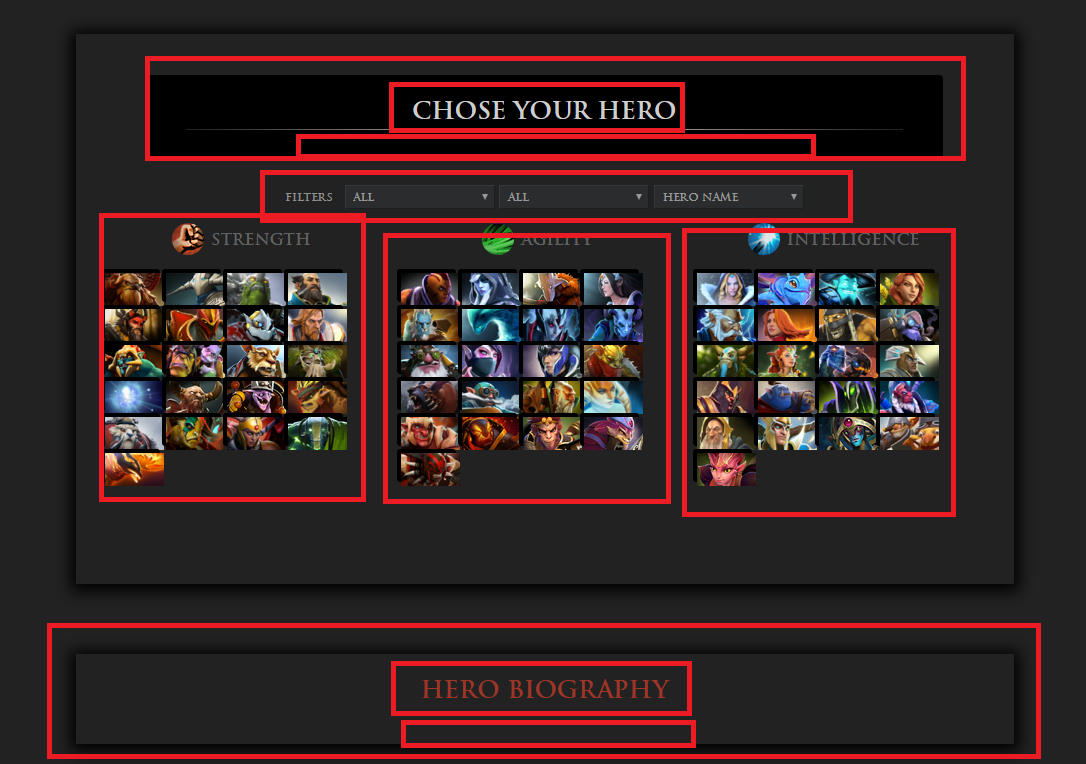 CHOSE YOUR HERO
FILTERS ALL ALL HERO NAME
STRENGTH AGILITY INTELLIGENCE
HERO BIOGRAPHY